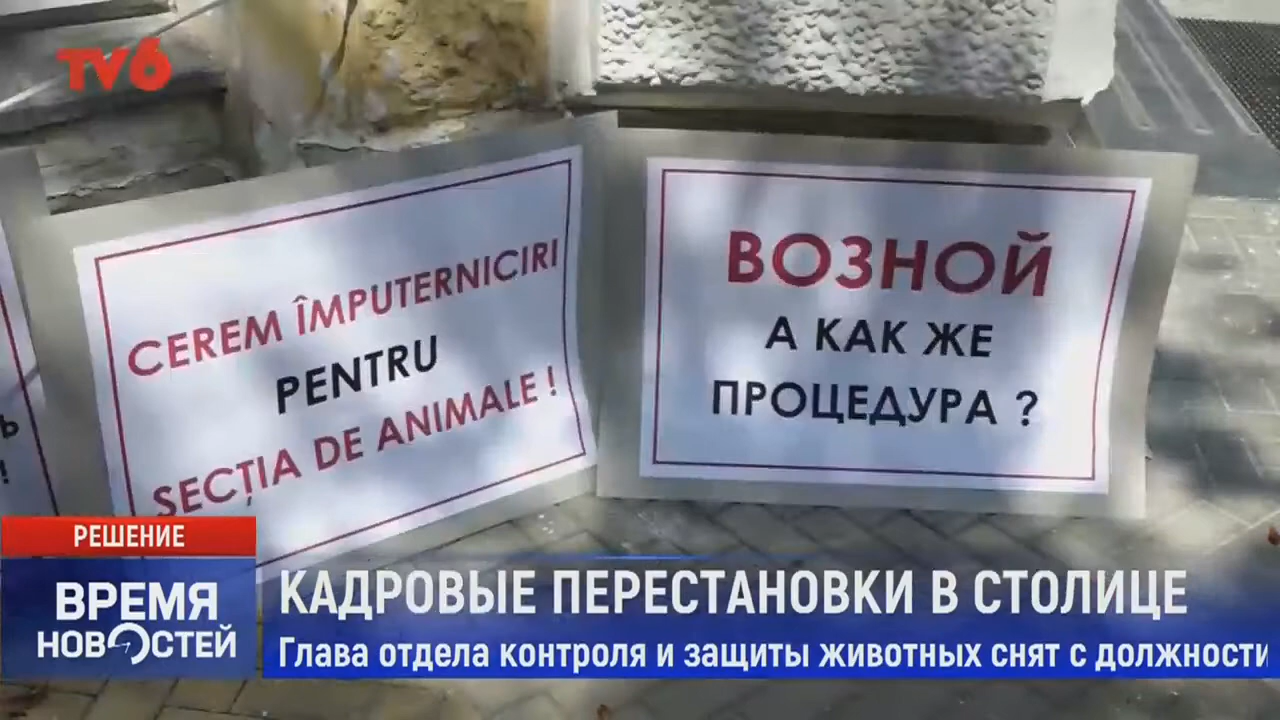 TV6
CEREM ÎMPUTERNICIRI
PENTRU
SECȚIA DE ANIMALE !
ВОЗНОЙ
А КАК ЖЕ
ПРОЦЕДУРА ?
Ь
!
РЕШЕНИЕ
ВРЕМЯ
НОВОСТЕЙ
КАДРОВЫЕ ПЕРЕСТАНОВКИ В СТОЛИЦЕ
Глава отдела контроля и защиты животных снят с должности